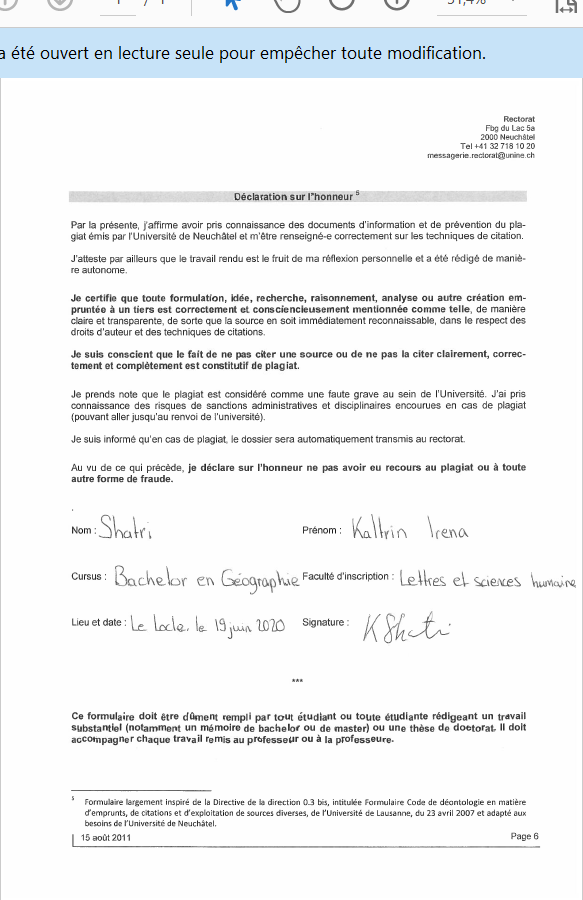 a été ouvert en lecture seule pour empêcher toute modification.
Rectorat
Fbg du Lac 5a
2000 Neuchâtel
Tel +41 32 718 10 20
messagerie.rectorat@unine.ch
Déclaration sur l'honneur 5
Par la présente, j'affirme avoir pris connaissance des documents d'information et de prévention du pla-
giat émis par l'Université de Neuchâtel et m'être renseigné-e correctement sur les techniques de citation.
J'atteste par ailleurs que le travail rendu est le fruit de ma réflexion personnelle et a été rédigé de maniè-
re autonome.
Je certifie que toute formulation, idée, recherche, raisonnement, analyse ou autre création em-
pruntée à un tiers est correctement et consciencieusement mentionnée comme telle, de manière
claire et transparente, de sorte que la source en soit immédiatement reconnaissable, dans le respect des
droits d'auteur et des techniques de citations.
Je suis conscient que le fait de ne pas citer une source ou de ne pas la citer clairement, correc-
tement et complètement est constitutif de plagiat.
Je prends note que le plagiat est considéré comme une faute grave au sein de l'Université. J'ai pris
connaissance des risques de sanctions administratives et disciplinaires encourues en cas de plagiat
(pouvant aller jusqu'au renvoi de l'université).
Je suis informé qu'en cas de plagiat, le dossier sera automatiquement transmis au rectorat.
Au vu de ce qui précède, je déclare sur l'honneur ne pas avoir eu recours au plagiat ou à toute
autre forme de fraude.
Nom : Shatri Prénom : Kaltrin Irena
Cursus : Bachelor en Géographie Faculté d'inscription : Lettres et sciences humaine
Lieu et date : Le Locle, le 19 juin 2020 Signature : K Shatri
***
Ce formulaire doit être dûment rempli par tout étudiant ou toute étudiante rédigeant un travail
substantiel (notamment un mémoire de bachelor ou de master) ou une thèse de doctorat. Il doit
accompagner chaque travail remis au professeur ou à la professeure.
5 Formulaire largement inspiré de la Directive de la direction 0.3 bis, intitulée Formulaire Code de déontologie en matière
d'emprunts, de citations et d'exploitation de sources diverses, de l'Université de Lausanne, du 23 avril 2007 et adapté aux
besoins de l'Université de Neuchâtel.
15 août 2011 Page 6